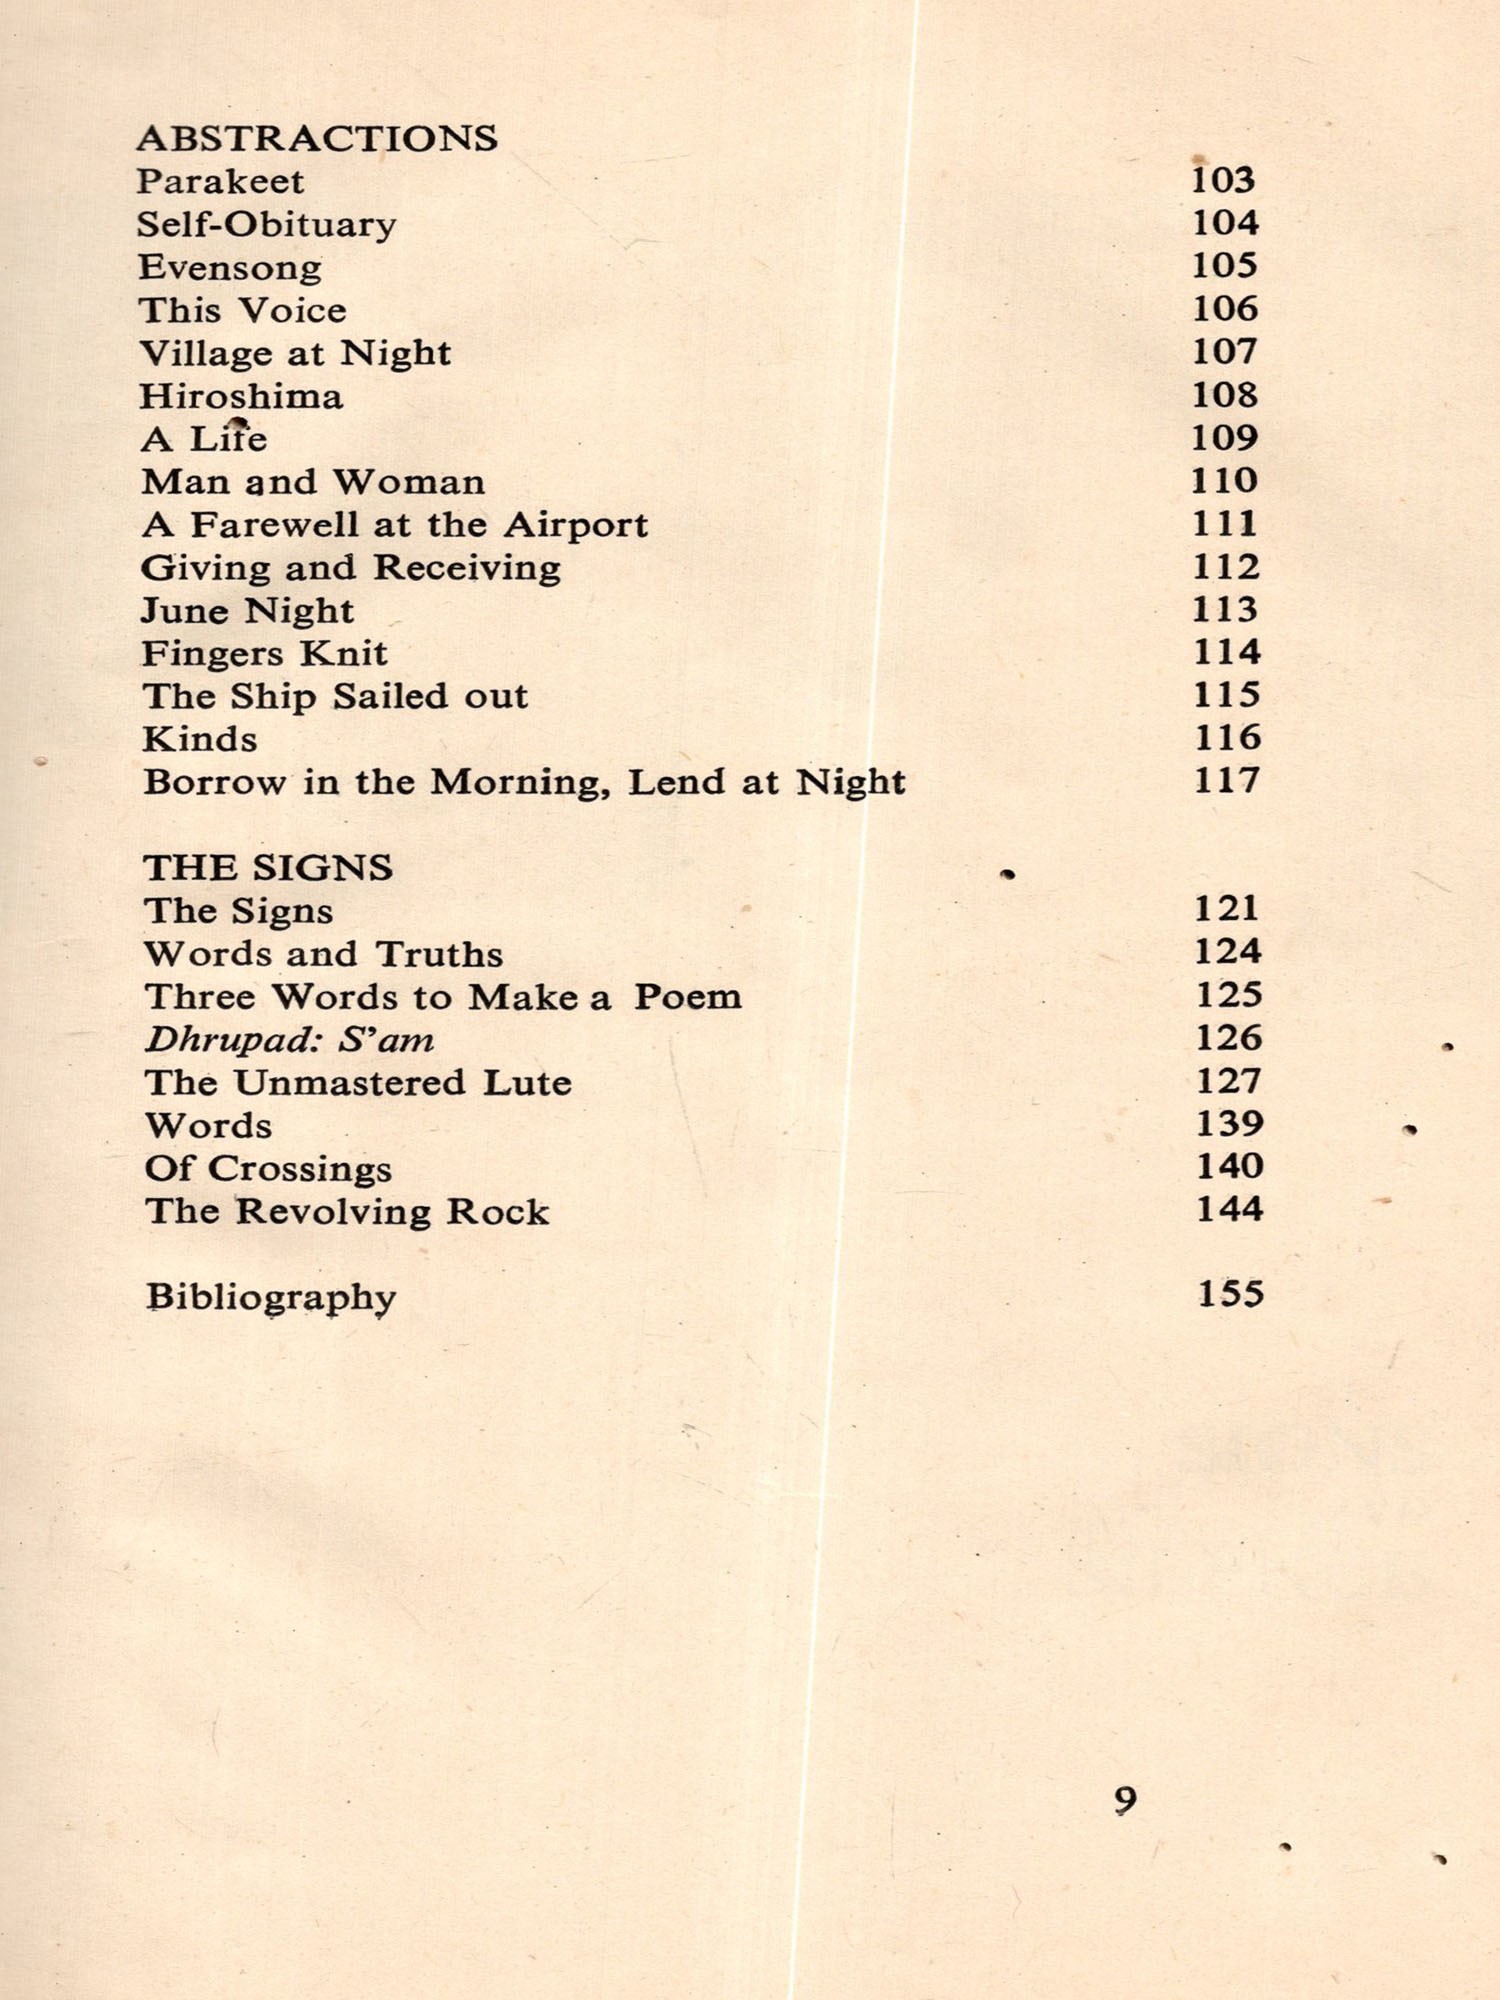 ABSTRACTIONS
Parakeet 103
Self-Obituary 104
Evensong 105
This Voice 106
Village at Night 107
Hiroshima 108
A Life 109
Man and Woman 110
A Farewell at the Airport 111
Giving and Receiving 112
June Night 113
Fingers Knit 114
The Ship Sailed out 115
Kinds 116
Borrow in the Morning, Lend at Night 117
THE SIGNS
The Signs 121
Words and Truths 124
Three Words to Make a Poem 125
Dhrupad: S'am 126
The Unmastered Lute 127
Words 139
Of Crossings 140
The Revolving Rock 144
Bibliography 155
9